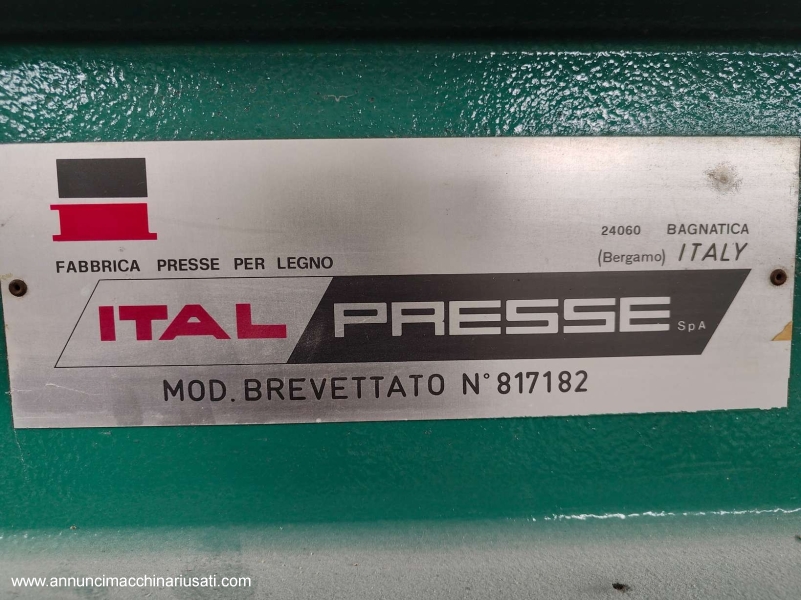 24060 BAGNATICA
(Bergamo) ITALY
FABBRICA PRESSE PER LEGNO
ITAL PRESSE SpA
MOD. BREVETTATO N° 817182
www.annuncimacchinariusati.com